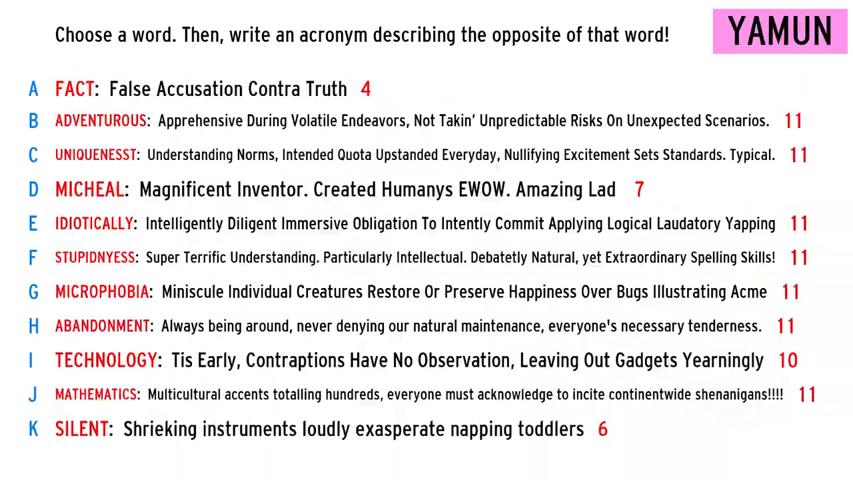 Choose a word. Then, write an acronym describing the opposite of that word!
YAMUN
A FACT: False Accusation Contra Truth 4
B ADVENTUROUS: Apprehensive During Volatile Endeavors, Not Takin' Unpredictable Risks On Unexpected Scenarios. 11
C UNIQUENESST: Understanding Norms, Intended Quota Upstanded Everyday, Nullifying Excitement Sets Standards. Typical. 11
D MICHEAL: Magnificent Inventor. Created Humanys EWOW. Amazing Lad 7
E IDIOTICALLY: Intelligently Diligent Immersive Obligation To Intently Commit Applying Logical Laudatory Yapping 11
F STUPIDNYESS: Super Terrific Understanding. Particularly Intellectual. Debatetly Natural, yet Extraordinary Spelling Skills! 11
G MICROPHOBIA: Miniscule Individual Creatures Restore Or Preserve Happiness Over Bugs Illustrating Acme 11
H ABANDONMENT: Always being around, never denying our natural maintenance, everyone's necessary tenderness. 11
I TECHNOLOGY: Tis Early, Contraptions Have No Observation, Leaving Out Gadgets Yearningly 10
J MATHEMATICS: Multicultural accents totalling hundreds, everyone must acknowledge to incite continentwide shenanigans!!!! 11
K SILENT: Shrieking instruments loudly exasperate napping toddlers 6